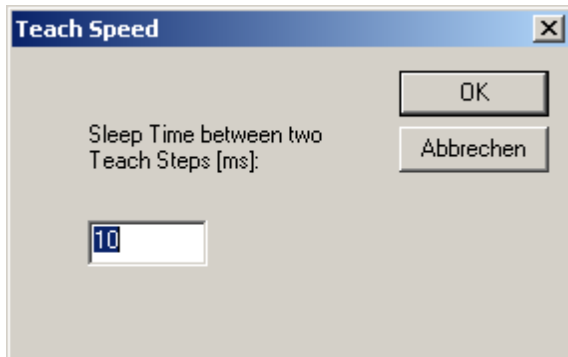 Teach Speed
OK
Sleep Time between two
Teach Steps [ms]:
Abbrechen
10